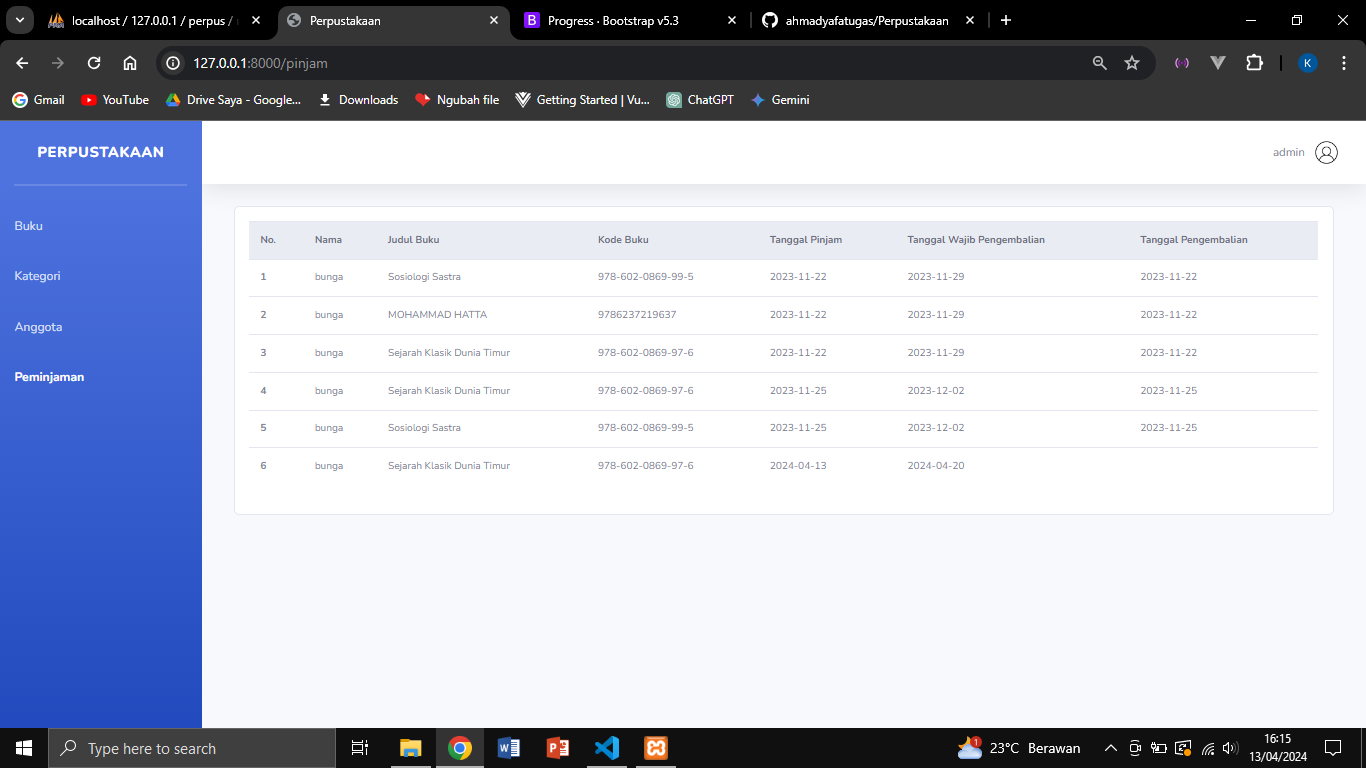 localhost / 127.0.0.1 / perpus /
Perpustakaan
Progress · Bootstrap v5.3
ahmadyafatugas/Perpustakaan
127.0.0.1:8000/pinjam
K
Gmail
YouTube
Drive Saya - Google...
Downloads
Ngubah file
Getting Started | Vu...
ChatGPT
Gemini
PERPUSTAKAAN
admin
Buku
Kategori
Anggota
Peminjaman
No. Nama Judul Buku Kode Buku Tanggal Pinjam Tanggal Wajib Pengembalian Tanggal Pengembalian
1 bunga Sosiologi Sastra 978-602-0869-99-5 2023-11-22 2023-11-29 2023-11-22
2 bunga MOHAMMAD HATTA 9786237219637 2023-11-22 2023-11-29 2023-11-22
3 bunga Sejarah Klasik Dunia Timur 978-602-0869-97-6 2023-11-22 2023-11-29 2023-11-22
4 bunga Sejarah Klasik Dunia Timur 978-602-0869-97-6 2023-11-25 2023-12-02 2023-11-25
5 bunga Sosiologi Sastra 978-602-0869-99-5 2023-11-25 2023-12-02 2023-11-25
6 bunga Sejarah Klasik Dunia Timur 978-602-0869-97-6 2024-04-13 2024-04-20
Type here to search
1
23°C Berawan
16:15
13/04/2024